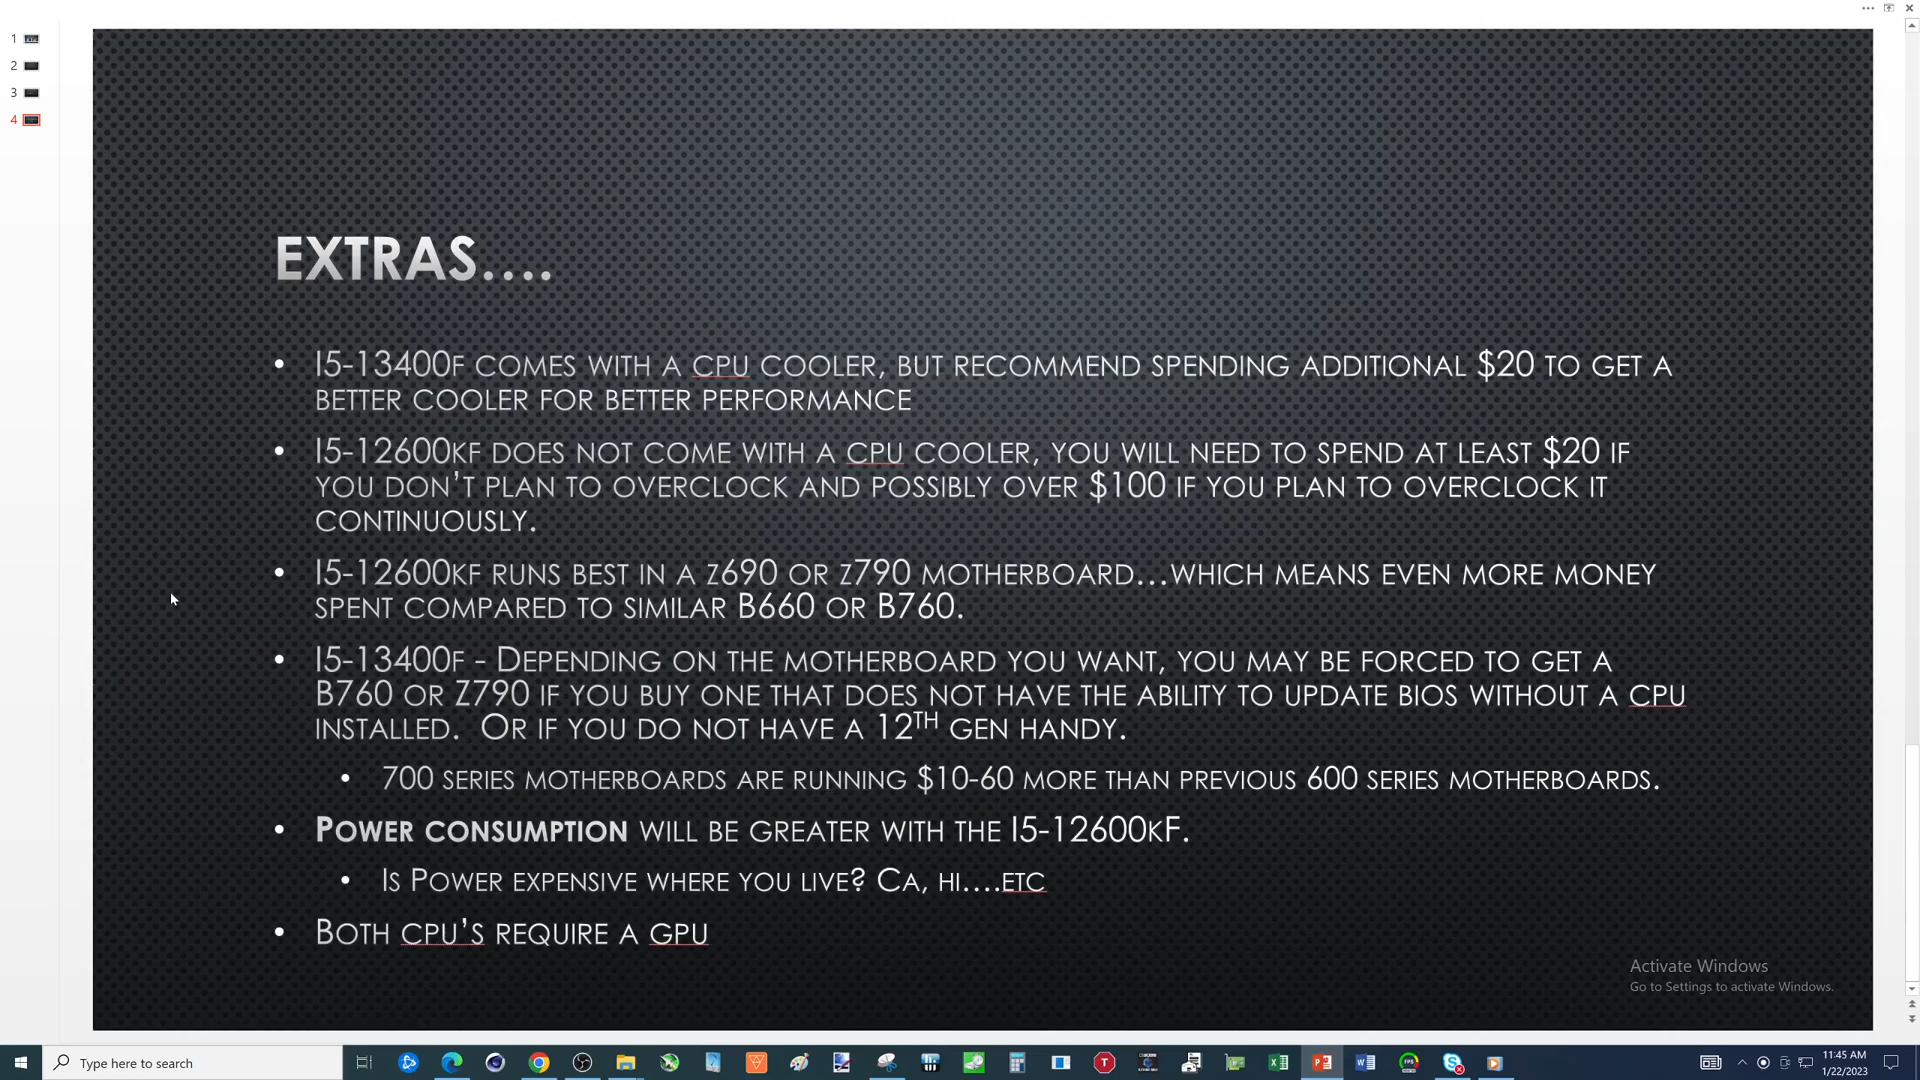 1
2
3
4
EXTRAS....
• I5-13400F COMES WITH A CPU COOLER, BUT RECOMMEND SPENDING ADDITIONAL $20 TO GET A
BETTER COOLER FOR BETTER PERFORMANCE
• I5-12600KF DOES NOT COME WITH A CPU COOLER, YOU WILL NEED TO SPEND AT LEAST $20 IF
YOU DON'T PLAN TO OVERCLOCK AND POSSIBLY OVER $100 IF YOU PLAN TO OVERCLOCK IT
CONTINUOUSLY.
• I5-12600KF RUNS BEST IN A Z690 OR Z790 MOTHERBOARD...WHICH MEANS EVEN MORE MONEY
SPENT COMPARED TO SIMILAR B660 OR B760.
• I5-13400F - DEPENDING ON THE MOTHERBOARD YOU WANT, YOU MAY BE FORCED TO GET A
B760 OR Z790 IF YOU BUY ONE THAT DOES NOT HAVE THE ABILITY TO UPDATE BIOS WITHOUT A CPU
INSTALLED. OR IF YOU DO NOT HAVE A 12TH GEN HANDY.
• 700 SERIES MOTHERBOARDS ARE RUNNING $10-60 MORE THAN PREVIOUS 600 SERIES MOTHERBOARDS.
• POWER CONSUMPTION WILL BE GREATER WITH THE I5-12600KF.
• IS POWER EXPENSIVE WHERE YOU LIVE? CA, HI....ETC
• BOTH CPU'S REQUIRE A GPU
Activate Windows
Go to Settings to activate Windows.
Type here to search
11:45 AM
1/22/2023